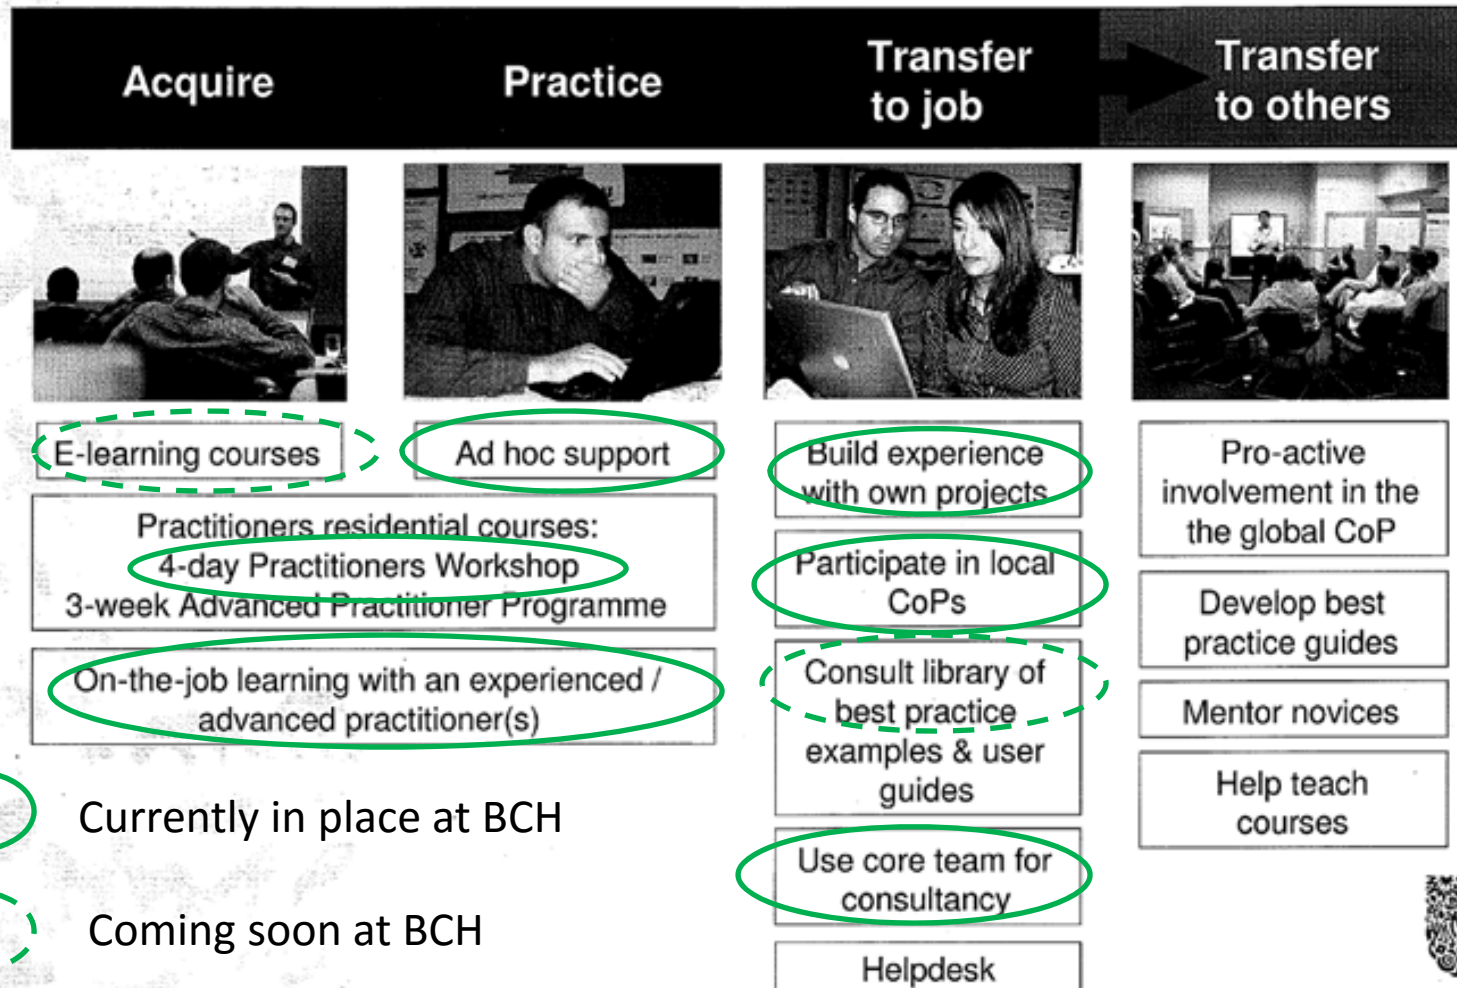 Acquire
Practice
Transfer
to job
Transfer
to others
E-learning courses
Ad hoc support
Practitioners residential courses:
4-day Practitioners Workshop
3-week Advanced Practitioner Programme
On-the-job learning with an experienced /
advanced practitioner(s)
Build experience
with own projects
Participate in local
CoPs
Consult library of
best practice
examples & user
guides
Use core team for
consultancy
Helpdesk
Pro-active
involvement in the
the global CoP
Develop best
practice guides
Mentor novices
Help teach
courses
Currently in place at BCH
Coming soon at BCH